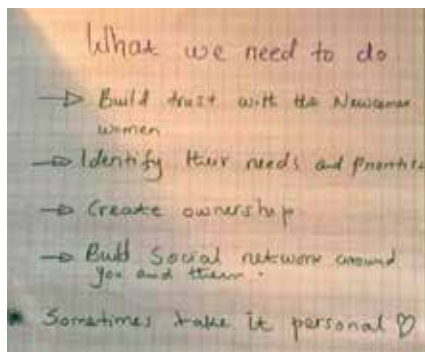 What we need to do
Build trust with the Newcomer
women
Identify their needs and Priorities
Create ownership
Build Social network around
you and them.
Sometimes take it personal ♡